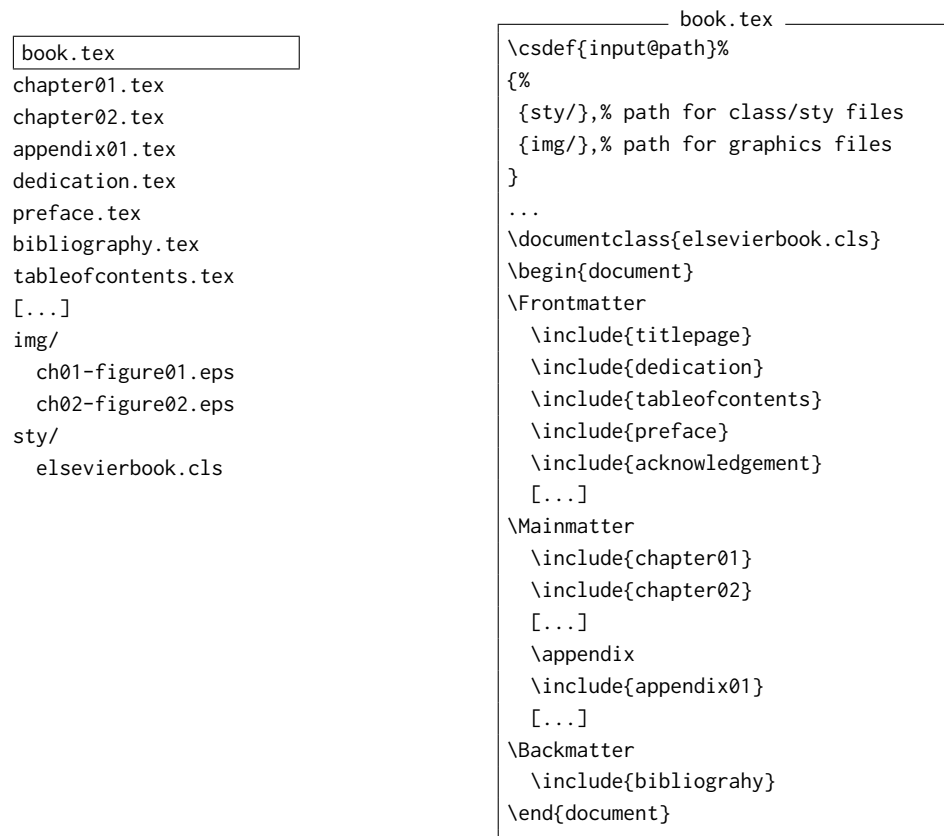 book.tex
chapter01.tex
chapter02.tex
appendix01.tex
dedication.tex
preface.tex
bibliography.tex
tableofcontents.tex
[...]
img/
ch01-figure01.eps
ch02-figure02.eps
sty/
elsevierbook.cls
book.tex
\csdef{input@path}%
{%
{sty/},% path for class/sty files
{img/},% path for graphics files
}
...
\documentclass{elsevierbook.cls}
\begin{document}
\Frontmatter
\include{titlepage}
\include{dedication}
\include{tableofcontents}
\include{preface}
\include{acknowledgement}
[...]
\Mainmatter
\include{chapter01}
\include{chapter02}
[...]
\appendix
\include{appendix01}
[...]
\Backmatter
\include{bibliograhy}
\end{document}